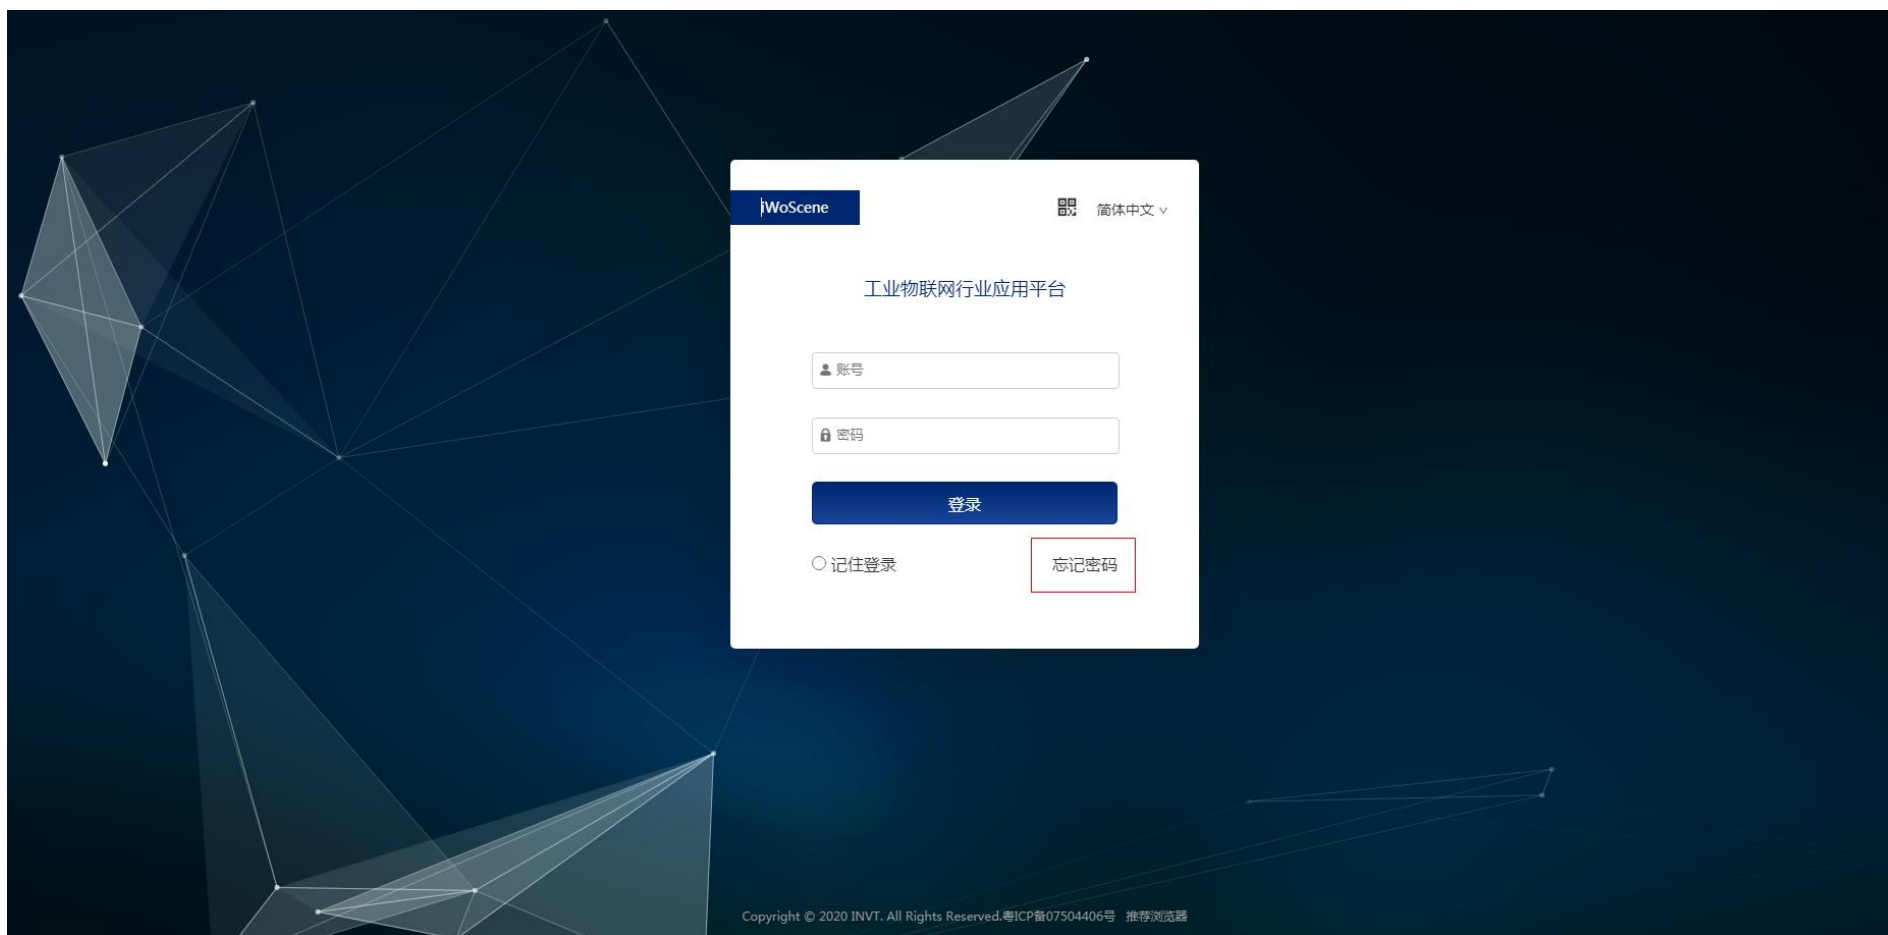 iWoScene
简体中文
工业物联网行业应用平台
账号
密码
登录
记住登录 忘记密码
Copyright © 2020 INVT. All Rights Reserved.粤ICP备07504406号 推荐浏览器